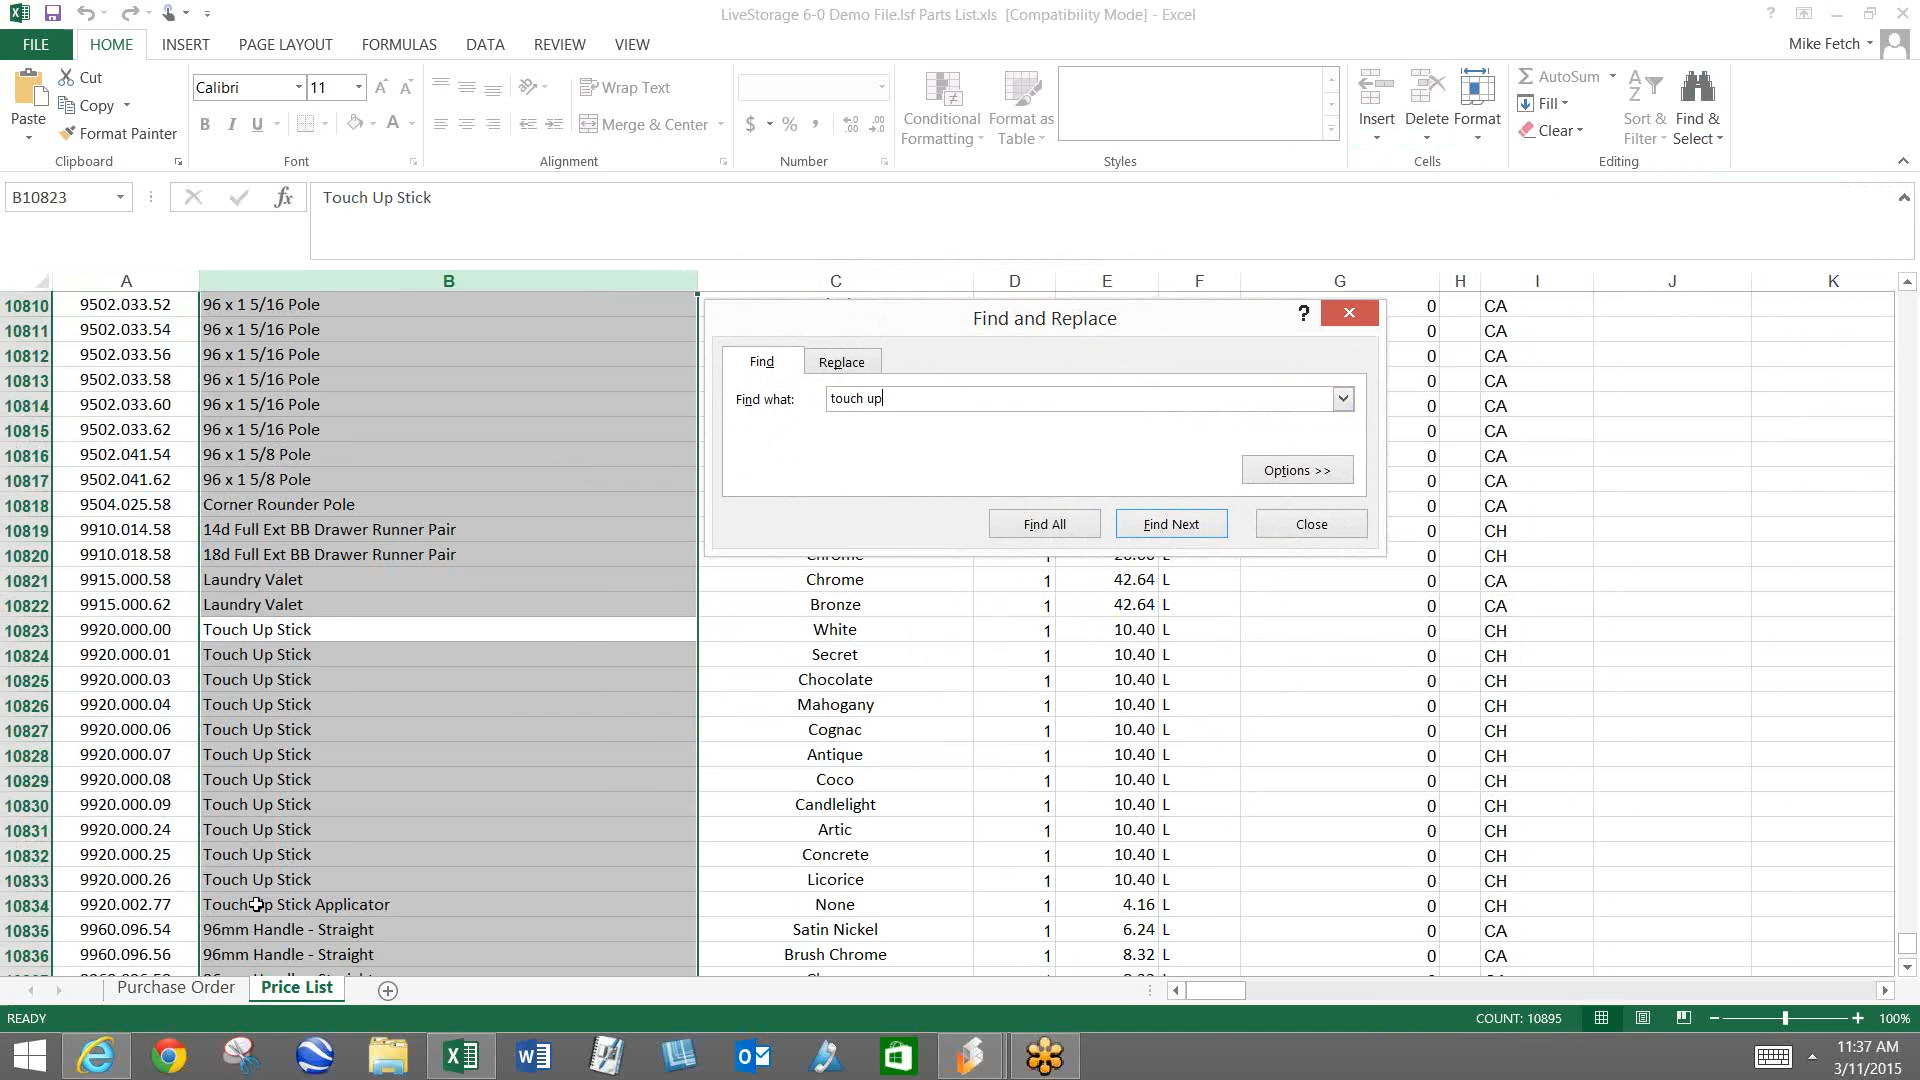 LiveStorage 6-0 Demo File.lsf Parts List.xls  [Compatibility Mode] - Excel
FILE HOME INSERT PAGE LAYOUT FORMULAS DATA REVIEW VIEW Mike Fetch
Paste Cut Copy Format Painter
Clipboard
Calibri 11
B I U
Font
Wrap Text
Merge & Center
Alignment
$ % ,
Number
Conditional Formatting
Format as Table
Styles
Insert Delete Format
Cells
AutoSum
Fill
Clear
Sort & Filter
Find & Select
Editing
B10823 fx Touch Up Stick
A B C D E F G H I J K
10810 9502.033.52 96 x 1 5/16 Pole 0 CA
10811 9502.033.54 96 x 1 5/16 Pole 0 CA
10812 9502.033.56 96 x 1 5/16 Pole 0 CA
10813 9502.033.58 96 x 1 5/16 Pole 0 CA
10814 9502.033.60 96 x 1 5/16 Pole 0 CA
10815 9502.033.62 96 x 1 5/16 Pole 0 CA
10816 9502.041.54 96 x 1 5/8 Pole 0 CA
10817 9502.041.62 96 x 1 5/8 Pole 0 CA
10818 9504.025.58 Corner Rounder Pole 0 CA
10819 9910.014.58 14d Full Ext BB Drawer Runner Pair 0 CH
10820 9910.018.58 18d Full Ext BB Drawer Runner Pair 0 CH
10821 9915.000.58 Laundry Valet Chrome 1 42.64 L 0 CA
10822 9915.000.62 Laundry Valet Bronze 1 42.64 L 0 CA
10823 9920.000.00 Touch Up Stick White 1 10.40 L 0 CH
10824 9920.000.01 Touch Up Stick Secret 1 10.40 L 0 CH
10825 9920.000.03 Touch Up Stick Chocolate 1 10.40 L 0 CH
10826 9920.000.04 Touch Up Stick Mahogany 1 10.40 L 0 CH
10827 9920.000.06 Touch Up Stick Cognac 1 10.40 L 0 CH
10828 9920.000.07 Touch Up Stick Antique 1 10.40 L 0 CH
10829 9920.000.08 Touch Up Stick Coco 1 10.40 L 0 CH
10830 9920.000.09 Touch Up Stick Candlelight 1 10.40 L 0 CH
10831 9920.000.24 Touch Up Stick Artic 1 10.40 L 0 CH
10832 9920.000.25 Touch Up Stick Concrete 1 10.40 L 0 CH
10833 9920.000.26 Touch Up Stick Licorice 1 10.40 L 0 CH
10834 9920.002.77 Touch Up Stick Applicator None 1 4.16 L 0 CH
10835 9960.096.54 96mm Handle - Straight Satin Nickel 1 6.24 L 0 CA
10836 9960.096.56 96mm Handle - Straight Brush Chrome 1 8.32 L 0 CA
Find and Replace ?
Find Replace
Find what: touch up
Options >>
Find All Find Next Close
Purchase Order Price List
READY COUNT: 10895 100%
11:37 AM
3/11/2015